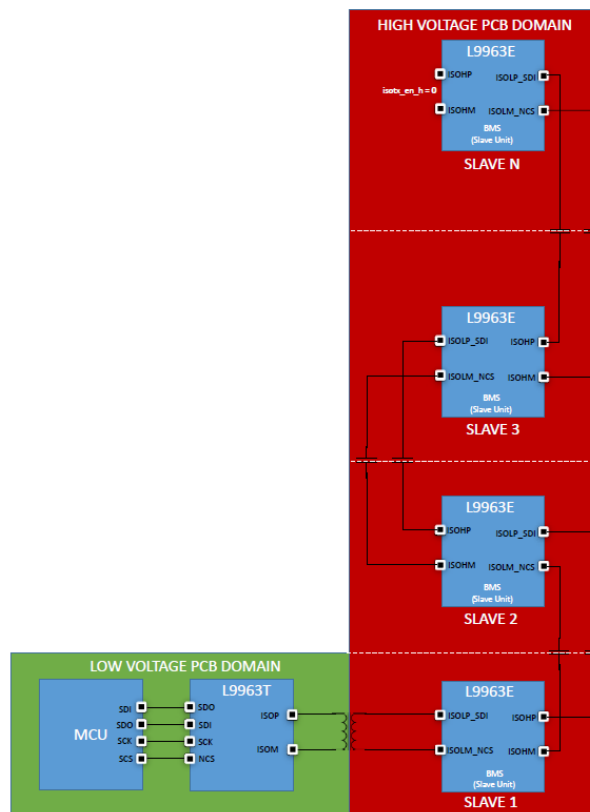 HIGH VOLTAGE PCB DOMAIN
L9963E
ISOHP
ISOLP_SDI
isotx_en_h = 0
ISOHM
ISOLM_NCS
BMS
(Slave Unit)
SLAVE N
L9963E
ISOLP_SDI
ISOHP
ISOLM_NCS
ISOHM
BMS
(Slave Unit)
SLAVE 3
L9963E
ISOHP
ISOLP_SDI
ISOHM
ISOLM_NCS
BMS
(Slave Unit)
SLAVE 2
LOW VOLTAGE PCB DOMAIN
MCU
SDI
SDO
SCK
SCS
L9963T
SDO
SDI
SCK
NCS
ISOP
ISOM
L9963E
ISOLP_SDI
ISOHP
ISOLM_NCS
ISOHM
BMS
(Slave Unit)
SLAVE 1